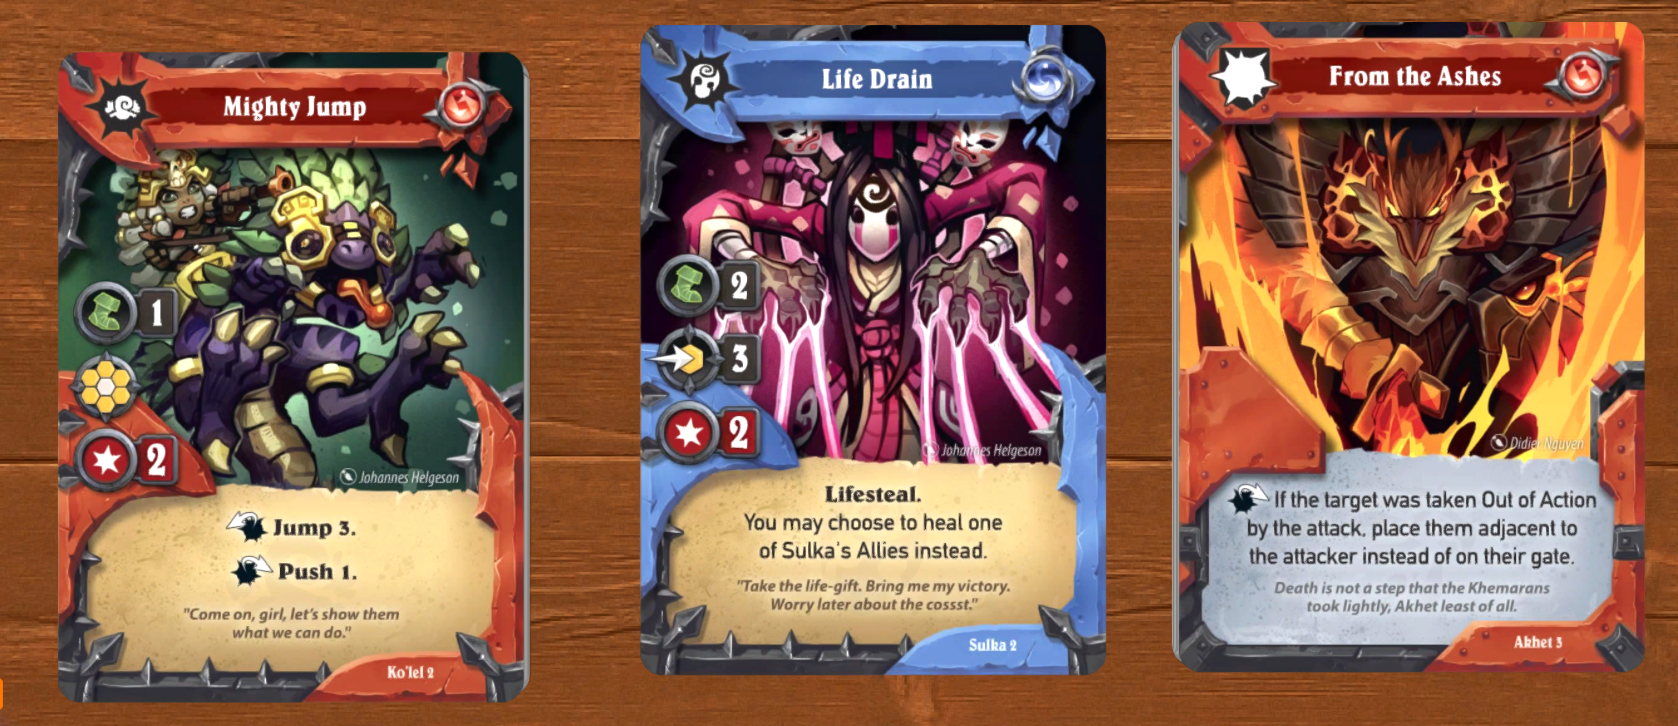 Mighty Jump
1
2
Johannes Helgeson
Jump 3.
Push 1.
"Come on, girl, let's show them
what we can do."
Ko'lel 2
Life Drain
2
3
2
Johannes Helgeson
Lifesteal.
You may choose to heal one
of Sulka's Allies instead.
"Take the life-gift. Bring me my victory.
Worry later about the cossst."
Sulka 2
From the Ashes
Didier Nguyen
If the target was taken Out of Action
by the attack, place them adjacent to
the attacker instead of on their gate.
Death is not a step that the Khemarans
took lightly, Akhet least of all.
Akhet 3